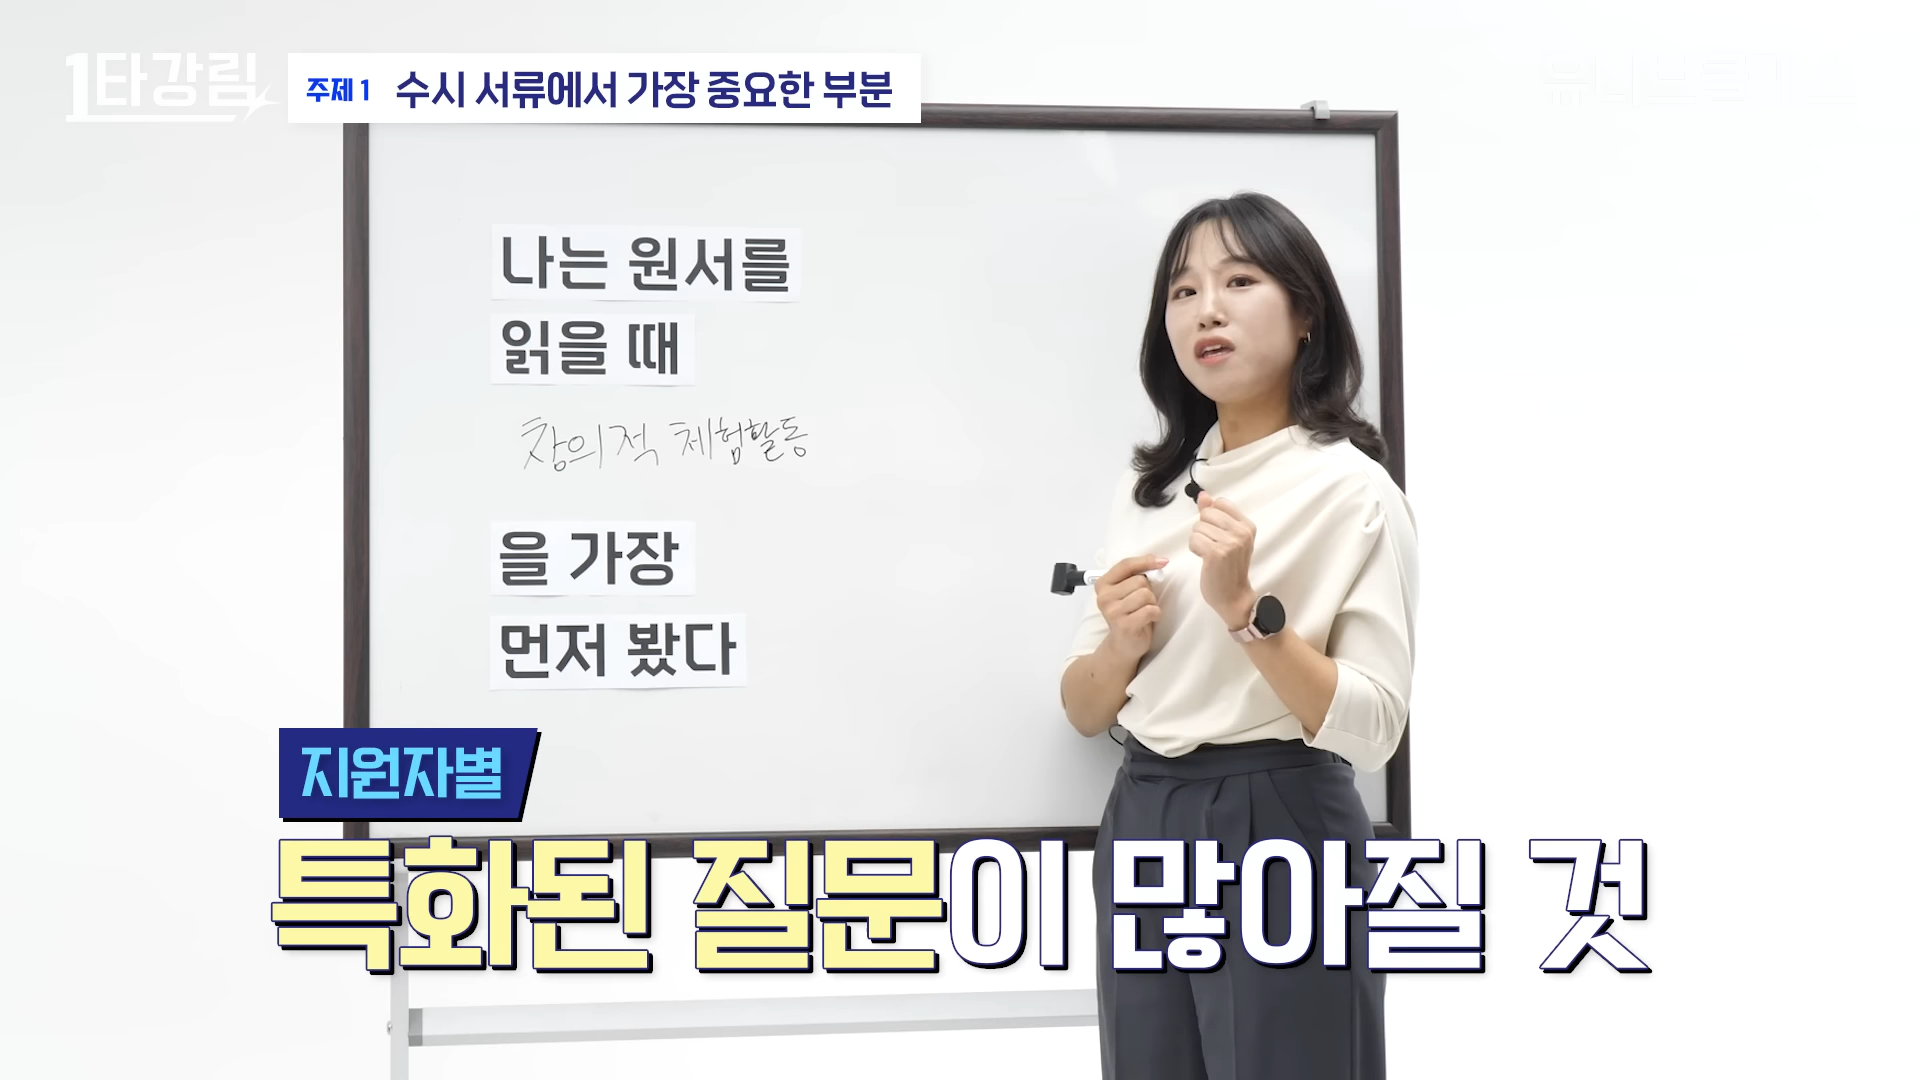 1타강림
주제 1 수시 서류에서 가장 중요한 부분
나는 원서를
읽을 때
창의적 체험활동
을 가장
먼저 봤다
지원자별
특화된 질문이 많아질 것